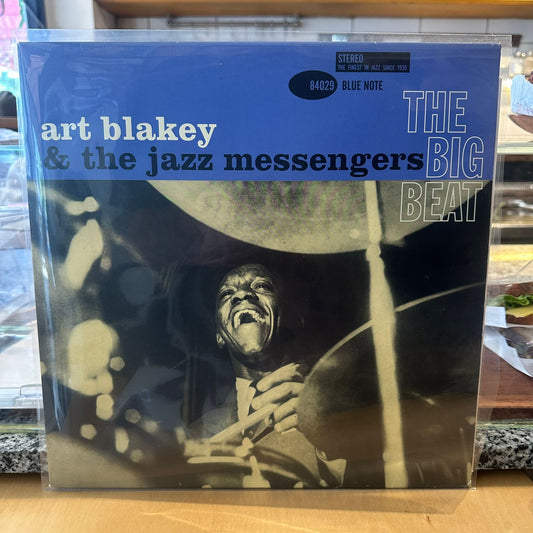 STEREO
THE FINEST IN JAZZ SINCE 1939
84029 BLUE NOTE
THE
BIG
BEAT
art blakey
& the jazz messengers